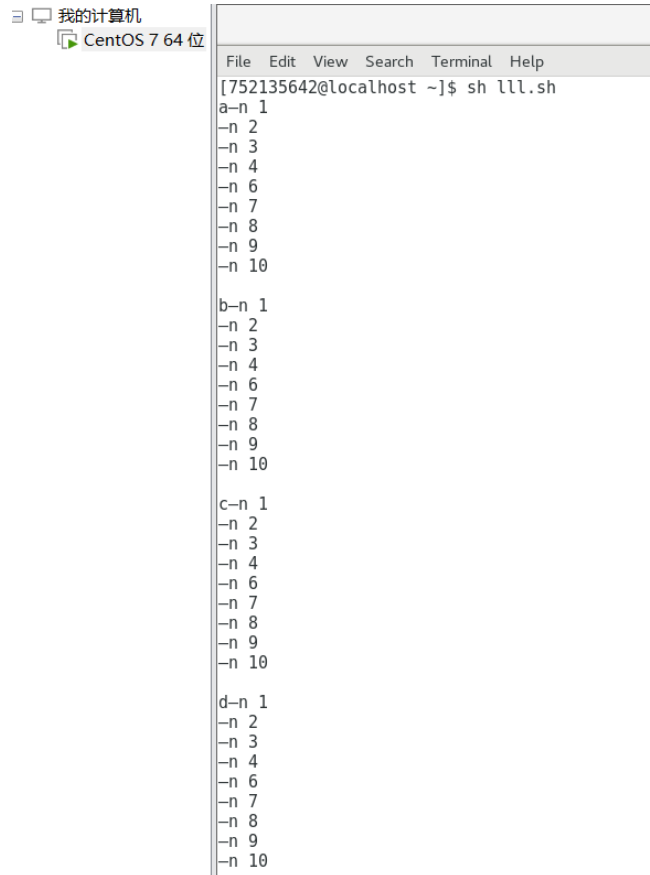 我的计算机
CentOS 7 64 位
File Edit View Search Terminal Help
[752135642@localhost ~]$ sh lll.sh
a—n 1
—n 2
—n 3
—n 4
—n 6
—n 7
—n 8
—n 9
—n 10
b—n 1
—n 2
—n 3
—n 4
—n 6
—n 7
—n 8
—n 9
—n 10
c—n 1
—n 2
—n 3
—n 4
—n 6
—n 7
—n 8
—n 9
—n 10
d—n 1
—n 2
—n 3
—n 4
—n 6
—n 7
—n 8
—n 9
—n 10